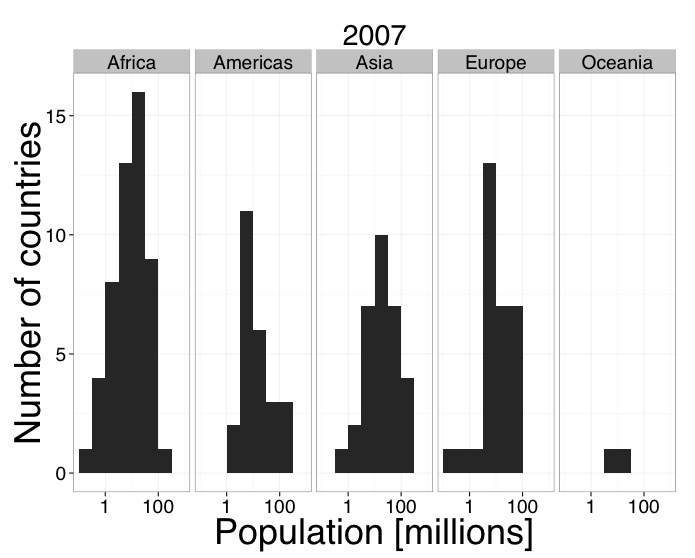 2007
Africa Americas Asia Europe Oceania
Number of countries
15
10
5
0
1 100 1 100 1 100 1 100 1 100
Population [millions]